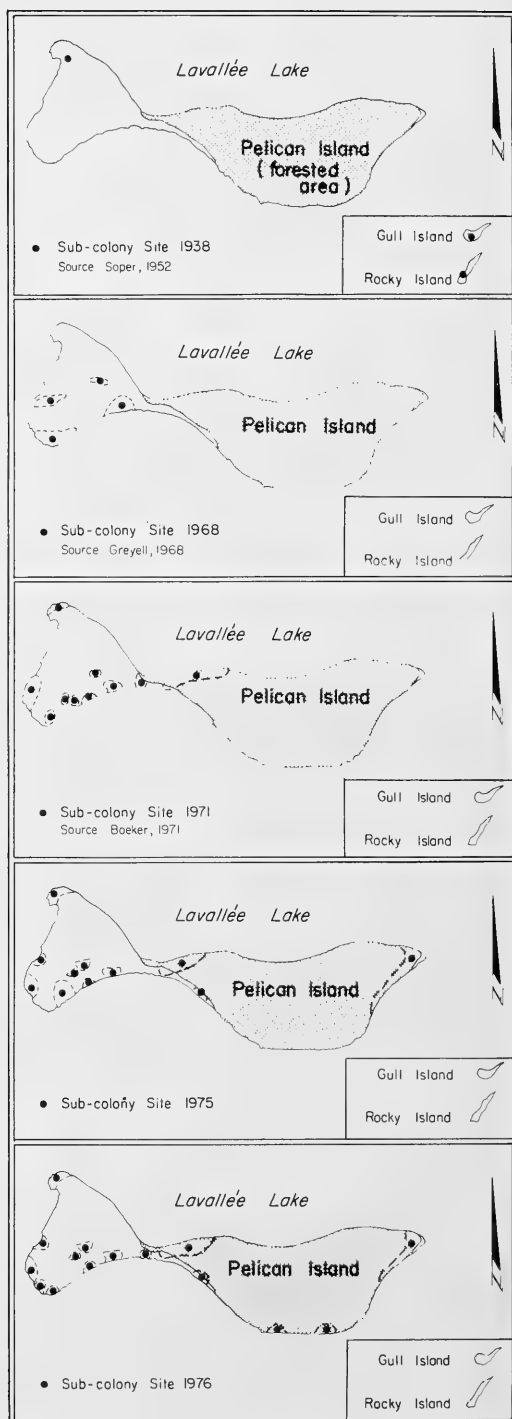 Lavallée Lake
Pelican Island
( forested
area )
N
● Sub-colony Site 1938
Source Soper, 1952
Gull Island
Rocky Island
Lavallée Lake
Pelican Island
N
● Sub-colony Site 1968
Source Greyell, 1968
Gull Island
Rocky Island
Lavallée Lake
Pelican Island
N
● Sub-colony Site 1971
Source Boeker, 1971
Gull Island
Rocky Island
Lavallée Lake
Pelican Island
N
● Sub-colony Site 1975
Gull Island
Rocky Island
Lavallée Lake
Pelican Island
N
● Sub-colony Site 1976
Gull Island
Rocky Island